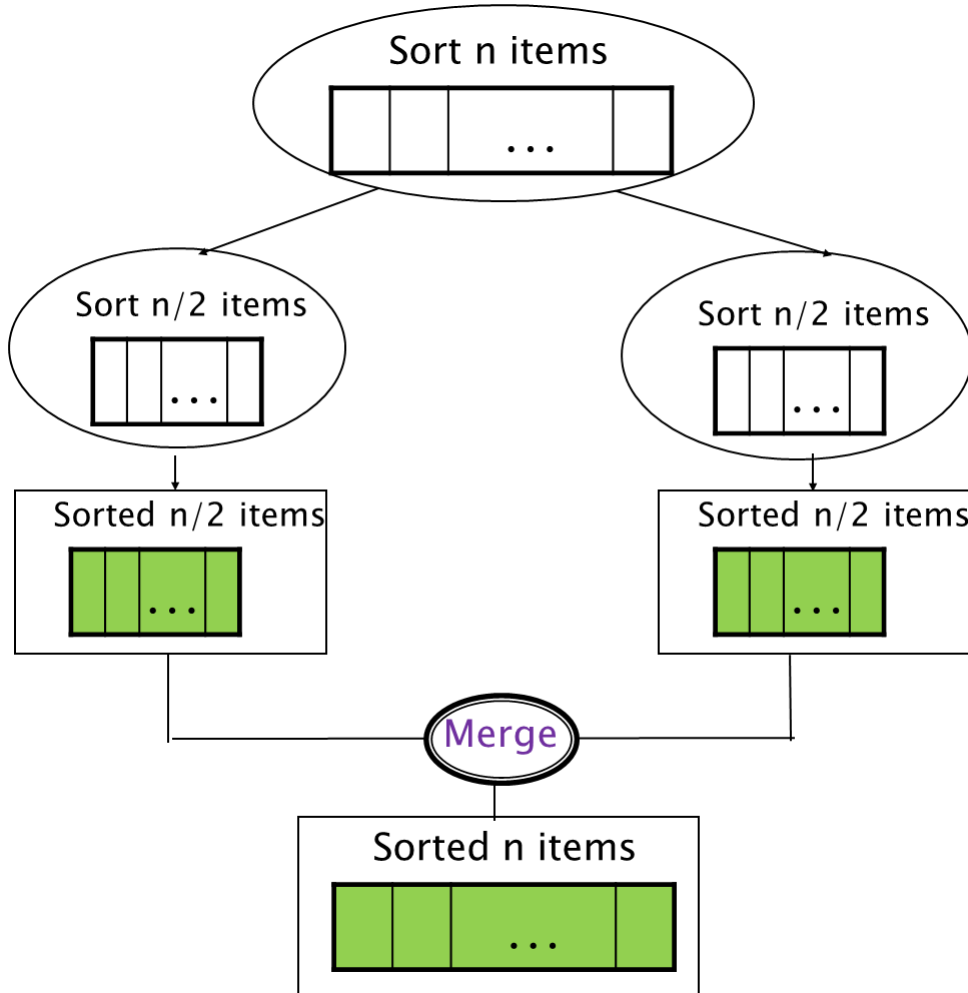 Sort n items
...
Sort n/2 items
...
Sort n/2 items
...
Sorted n/2 items
...
Sorted n/2 items
...
Merge
Sorted n items
...